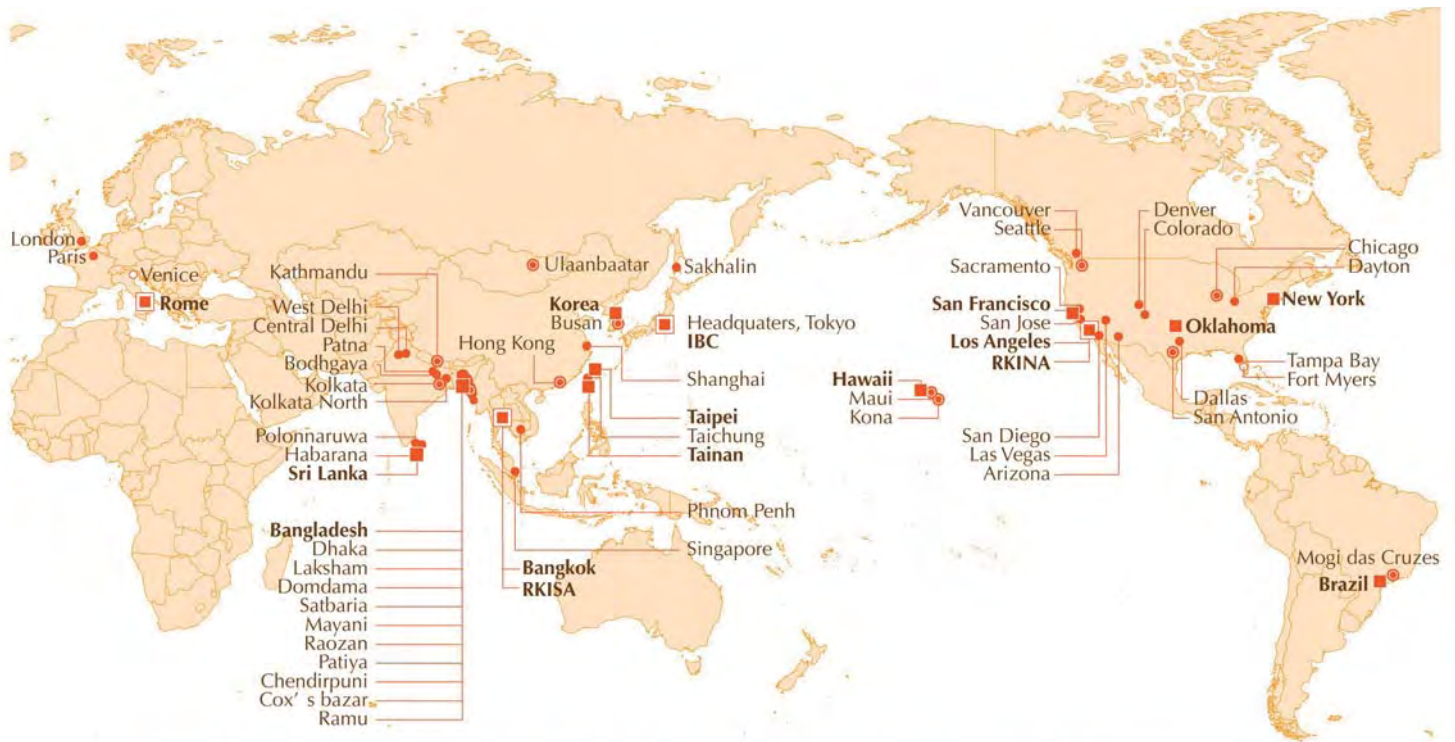 London
Paris
Venice
Rome
Kathmandu
West Delhi
Central Delhi
Patna
Bodhgaya
Kolkata
Kolkata North
Polonnaruwa
Habarana
Sri Lanka
Bangladesh
Dhaka
Laksham
Domdama
Satbaria
Mayani
Raozan
Patiya
Chendirpuni
Cox’ s bazar
Ramu
Ulaanbaatar
Sakhalin
Korea
Busan
Headquaters, Tokyo
IBC
Hong Kong
Shanghai
Taipei
Taichung
Tainan
Phnom Penh
Singapore
Bangkok
RKISA
Hawaii
Maui
Kona
Vancouver
Seattle
Sacramento
San Francisco
San Jose
Los Angeles
RKINA
San Diego
Las Vegas
Arizona
Denver
Colorado
Chicago
Dayton
New York
Oklahoma
Tampa Bay
Fort Myers
Dallas
San Antonio
Mogi das Cruzes
Brazil